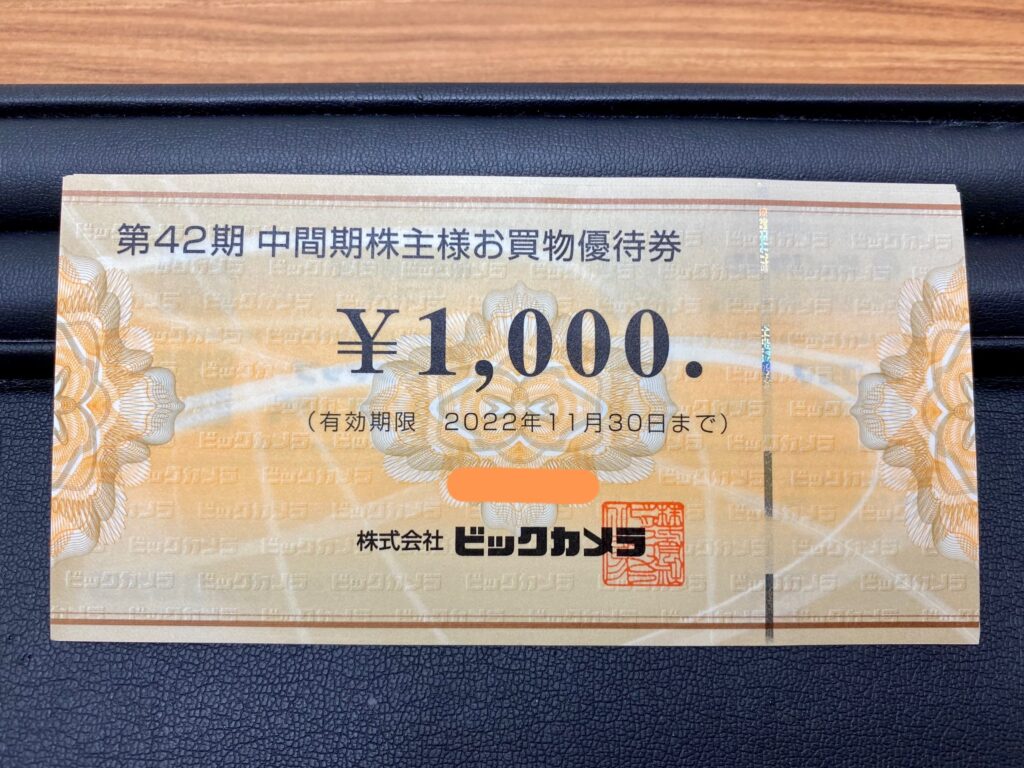 第42期 中間期株主様お買物優待券
¥1,000.
(有効期限 2022年11月30日まで)
株式会社 ビックカメラ